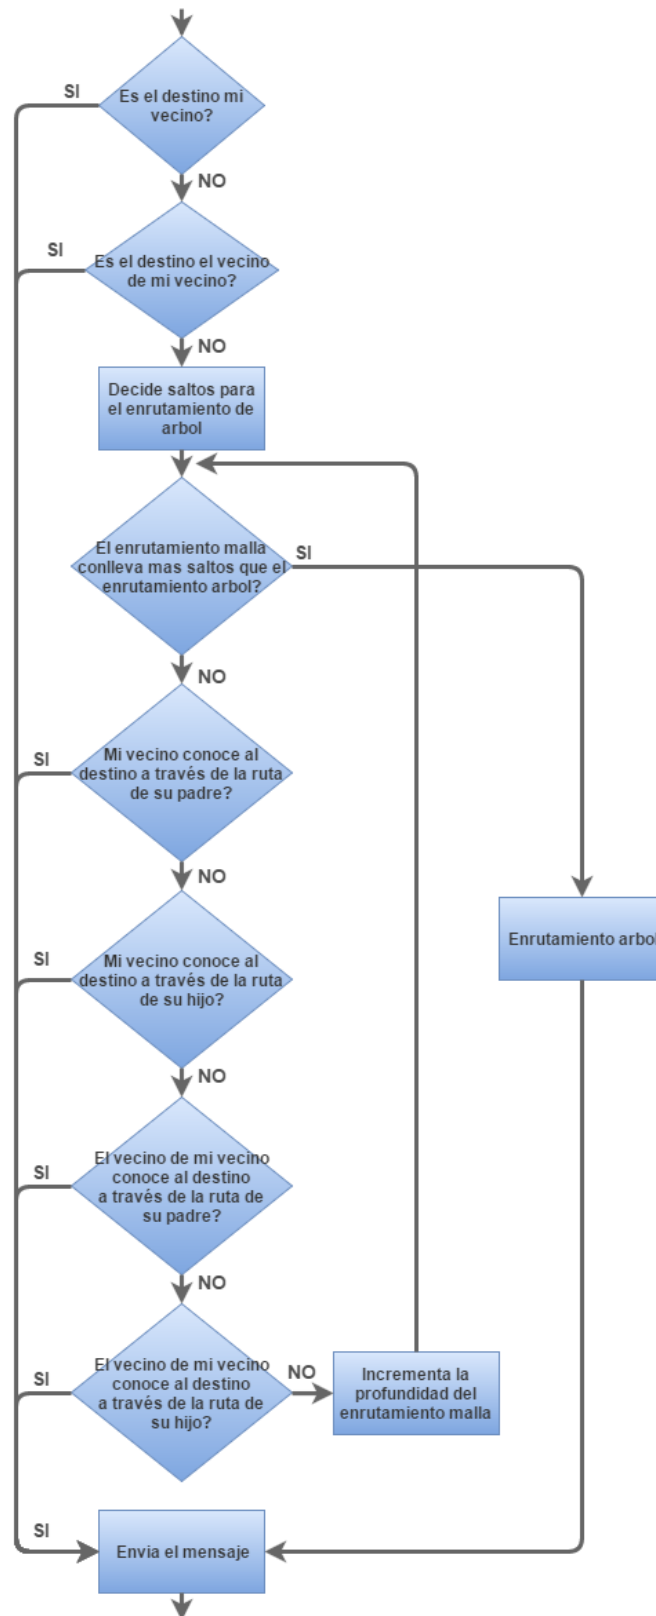 SI
Es el destino mi
vecino?
NO
SI
Es el destino el vecino
de mi vecino?
NO
Decide saltos para
el enrutamiento de
arbol
El enrutamiento malla
conlleva mas saltos que el
enrutamiento arbol?
SI
NO
SI
Mi vecino conoce al
destino a través de la ruta
de su padre?
NO
SI
Mi vecino conoce al
destino a través de la ruta
de su hijo?
Enrutamiento arbol
NO
SI
El vecino de mi vecino
conoce al destino
a través de la ruta de
su padre?
NO
SI
El vecino de mi vecino
conoce al destino
a través de la ruta de
su hijo?
NO
Incrementa la
profundidad del
enrutamiento malla
SI
Envia el mensaje